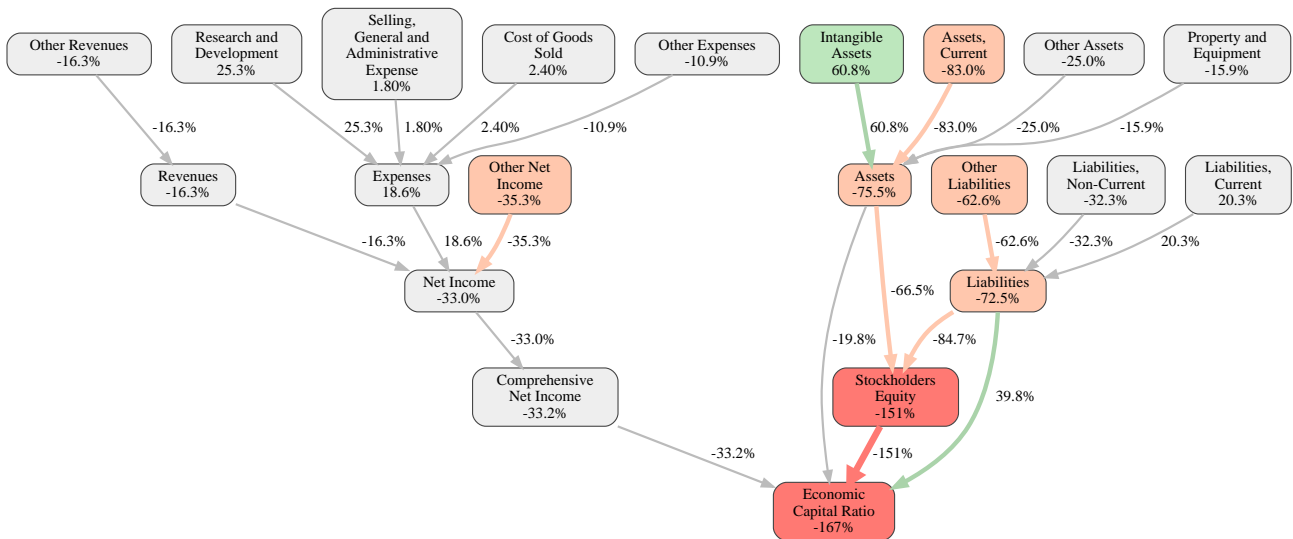 Other Revenues
-16.3%
Research and
Development
25.3%
Selling,
General and
Administrative
Expense
1.80%
Cost of Goods
Sold
2.40%
Other Expenses
-10.9%
Intangible
Assets
60.8%
Assets,
Current
-83.0%
Other Assets
-25.0%
Property and
Equipment
-15.9%
-16.3%
25.3%
1.80%
2.40%
-10.9%
60.8%
-83.0%
-25.0%
-15.9%
Revenues
-16.3%
Expenses
18.6%
Other Net
Income
-35.3%
Assets
-75.5%
Other
Liabilities
-62.6%
Liabilities,
Non-Current
-32.3%
Liabilities,
Current
20.3%
-16.3%
18.6%
-35.3%
-62.6%
-32.3%
20.3%
Net Income
-33.0%
-66.5%
Liabilities
-72.5%
-33.0%
-19.8%
-84.7%
Comprehensive
Net Income
-33.2%
Stockholders
Equity
-151%
39.8%
-33.2%
-151%
Economic
Capital Ratio
-167%